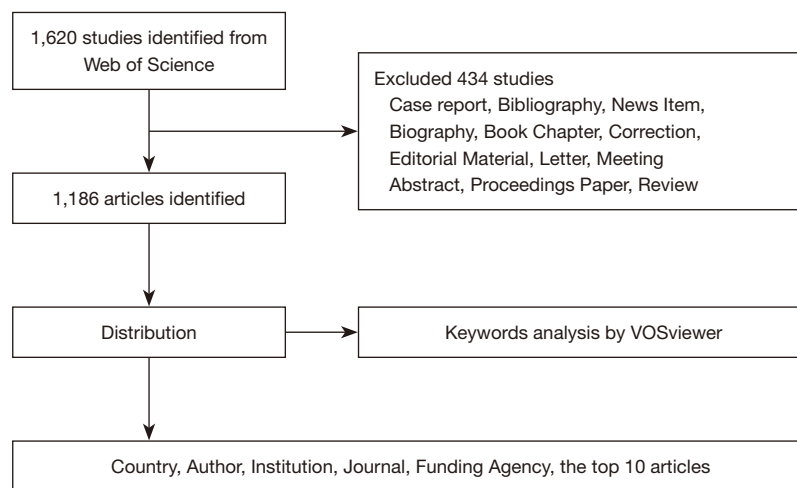 1,620 studies identified from
Web of Science
Excluded 434 studies
Case report, Bibliography, News Item,
Biography, Book Chapter, Correction,
Editorial Material, Letter, Meeting
Abstract, Proceedings Paper, Review
1,186 articles identified
Distribution
Keywords analysis by VOSviewer
Country, Author, Institution, Journal, Funding Agency, the top 10 articles